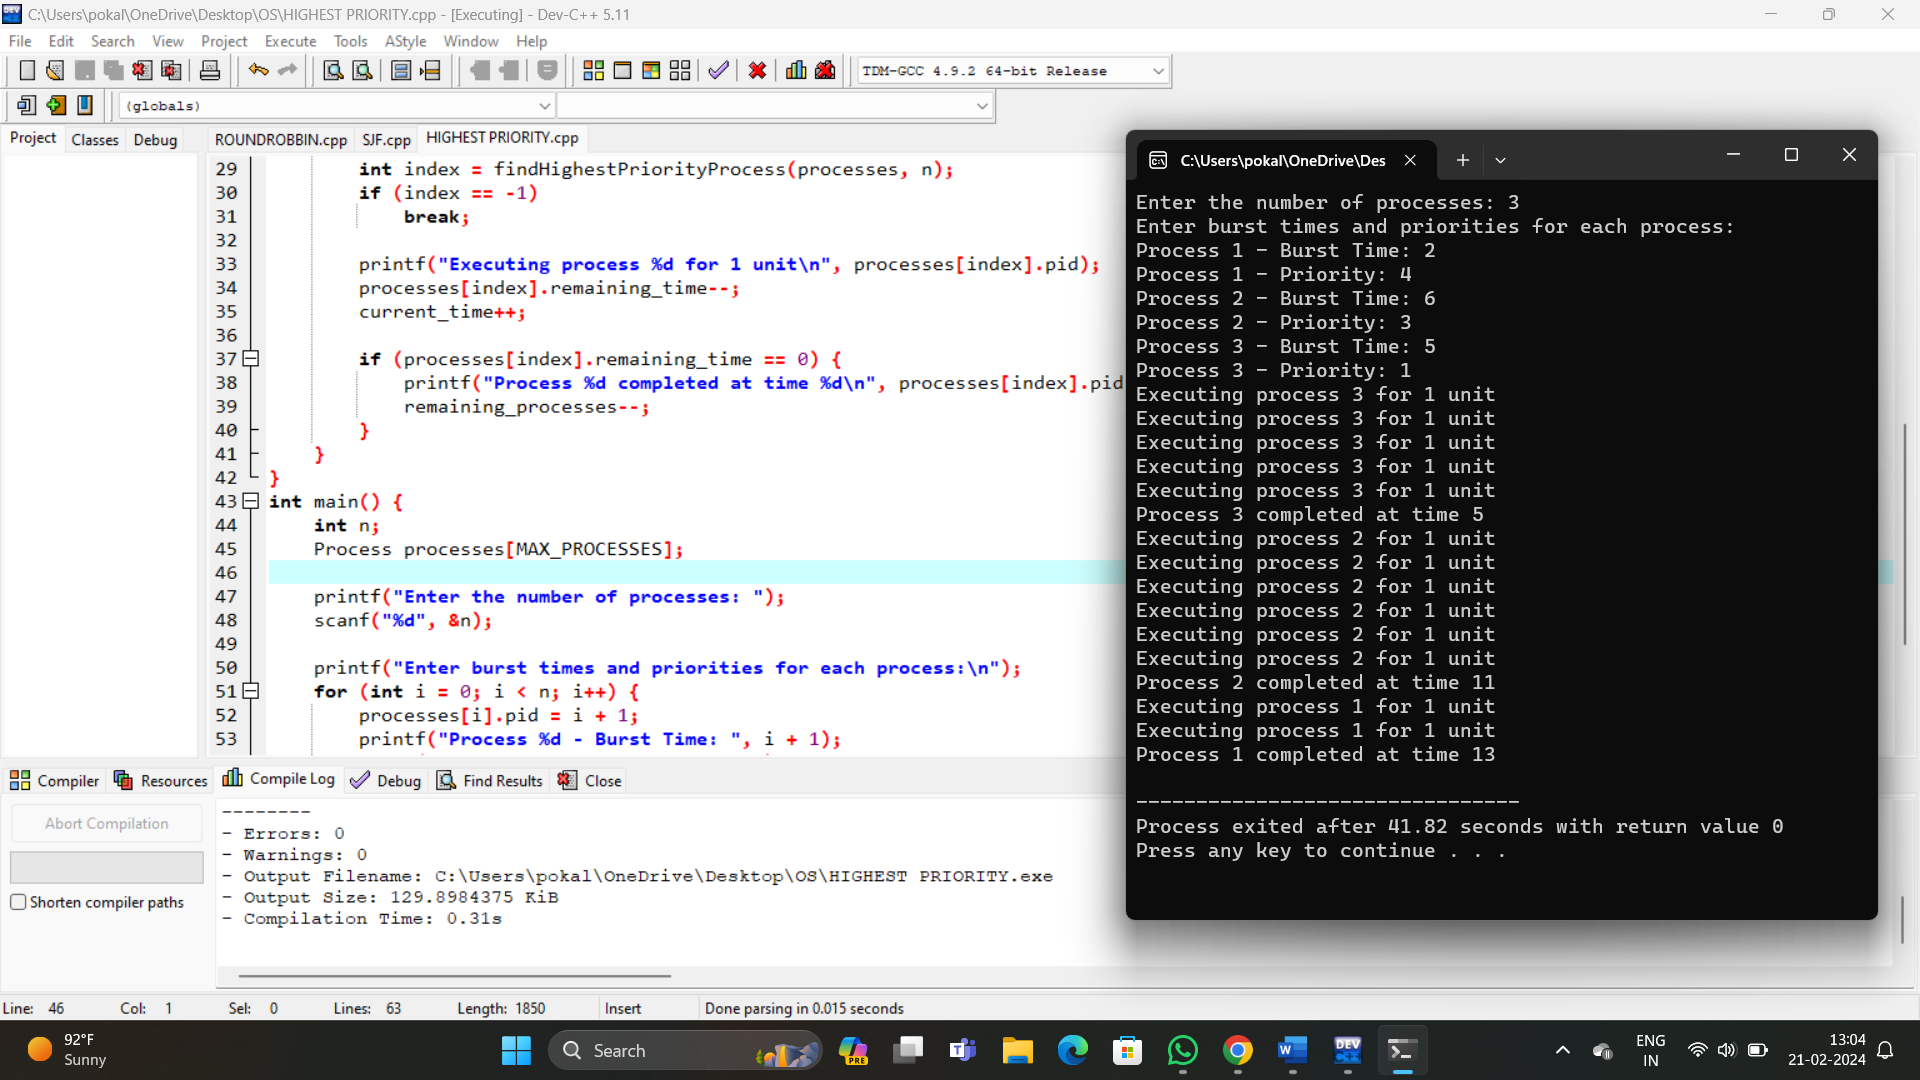 C:\Users\pokal\OneDrive\Desktop\OS\HIGHEST PRIORITY.cpp - [Executing] - Dev-C++ 5.11
File Edit Search View Project Execute Tools AStyle Window Help
TDM-GCC 4.9.2 64-bit Release
(globals)
Project Classes Debug
ROUNDROBBIN.cpp SJF.cpp HIGHEST PRIORITY.cpp
29 int index = findHighestPriorityProcess(processes, n);
30 if (index == -1)
31 break;
32
33 printf("Executing process %d for 1 unit\n", processes[index].pid);
34 processes[index].remaining_time--;
35 current_time++;
36
37 if (processes[index].remaining_time == 0) {
38 printf("Process %d completed at time %d\n", processes[index].pid
39 remaining_processes--;
40 }
41 }
42 }
43 int main() {
44 int n;
45 Process processes[MAX_PROCESSES];
46
47 printf("Enter the number of processes: ");
48 scanf("%d", &n);
49
50 printf("Enter burst times and priorities for each process:\n");
51 for (int i = 0; i < n; i++) {
52 processes[i].pid = i + 1;
53 printf("Process %d - Burst Time: ", i + 1);
C:\Users\pokal\OneDrive\Des
Enter the number of processes: 3
Enter burst times and priorities for each process:
Process 1 - Burst Time: 2
Process 1 - Priority: 4
Process 2 - Burst Time: 6
Process 2 - Priority: 3
Process 3 - Burst Time: 5
Process 3 - Priority: 1
Executing process 3 for 1 unit
Executing process 3 for 1 unit
Executing process 3 for 1 unit
Executing process 3 for 1 unit
Executing process 3 for 1 unit
Process 3 completed at time 5
Executing process 2 for 1 unit
Executing process 2 for 1 unit
Executing process 2 for 1 unit
Executing process 2 for 1 unit
Executing process 2 for 1 unit
Executing process 2 for 1 unit
Process 2 completed at time 11
Executing process 1 for 1 unit
Executing process 1 for 1 unit
Process 1 completed at time 13
--------------------------------
Process exited after 41.82 seconds with return value 0
Press any key to continue . . .
Compiler Resources Compile Log Debug Find Results Close
Abort Compilation
Shorten compiler paths
--------
- Errors: 0
- Warnings: 0
- Output Filename: C:\Users\pokal\OneDrive\Desktop\OS\HIGHEST PRIORITY.exe
- Output Size: 129.8984375 KiB
- Compilation Time: 0.31s
Line: 46 Col: 1 Sel: 0 Lines: 63 Length: 1850 Insert Done parsing in 0.015 seconds
92°F
Sunny
Search
PRE
DEV
C++
ENG
IN
13:04
21-02-2024